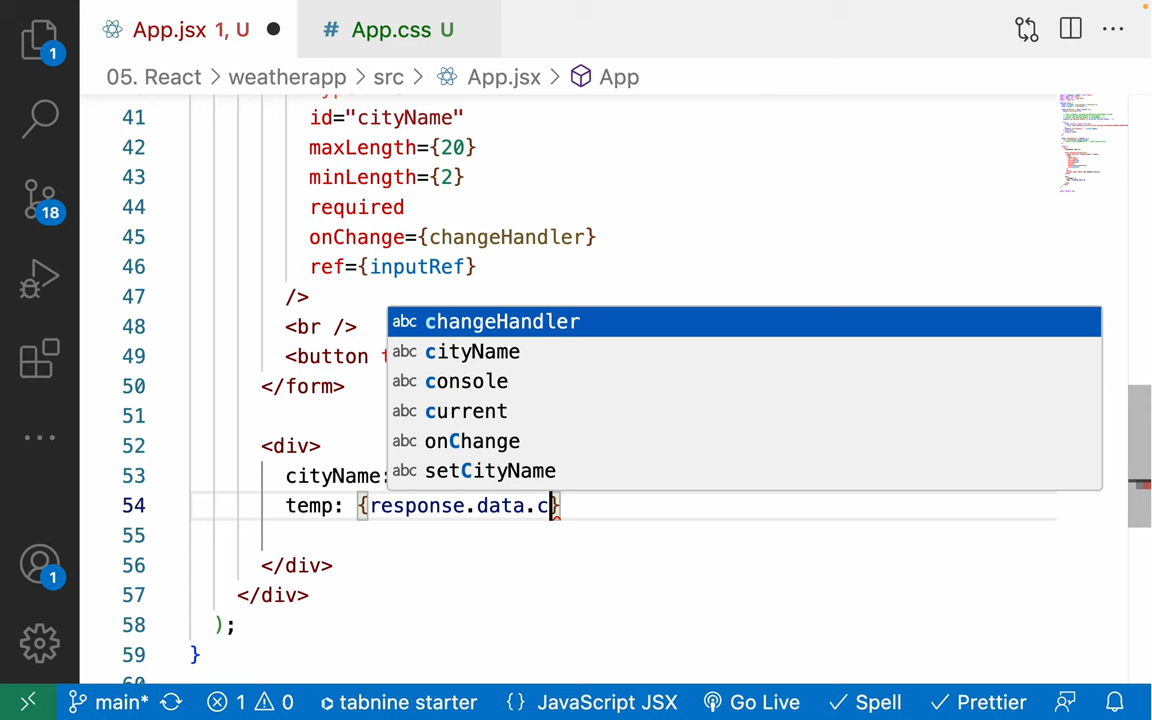 App.jsx 1, U ● # App.css U
1
05. React > weatherapp > src > App.jsx > App
41 id="cityName"
42 maxLength={20}
43 minLength={2}
44 required
18
45 onChange={changeHandler}
46 ref={inputRef}
47 />
48 <br />
49 <button
50 </form>
51
52 <div>
53 cityName:
54 temp: {response.data.c}
55
56 </div>
57 </div>
58 );
59 }
abc changeHandler
abc cityName
abc console
abc current
abc onChange
abc setCityName
1
main* 1 0 tabnine starter {} JavaScript JSX Go Live Spell Prettier